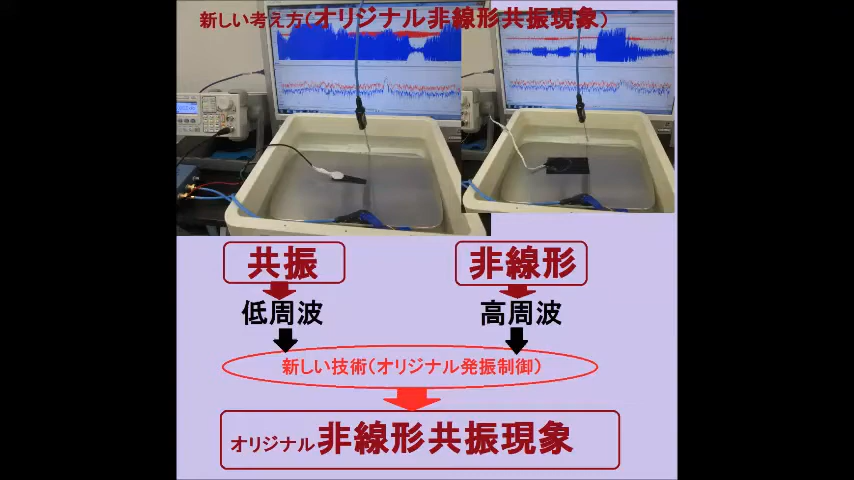 新しい考え方(オリジナル非線形共振現象)
共振
非線形
低周波
高周波
新しい技術(オリジナル発振制御)
オリジナル非線形共振現象